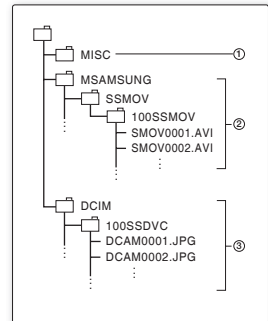 MISC ①
MSAMSUNG
SSMOV
②
100SSMOV
SMOV0001.AVI
SMOV0002.AVI
DCIM
100SSDVC
③
DCAM0001.JPG
DCAM0002.JPG